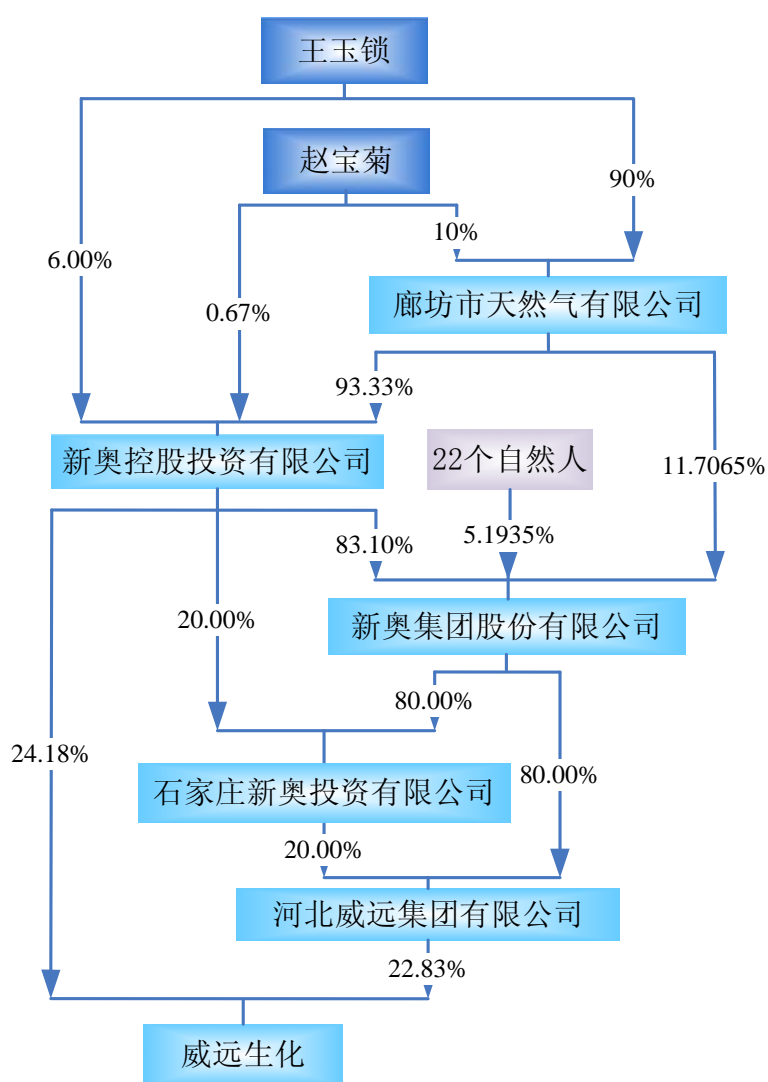 王玉锁
赵宝菊
90%
10%
6.00%
廊坊市天然气有限公司
0.67%
93.33%
新奥控股投资有限公司
22个自然人
11.7065%
5.1935%
83.10%
20.00%
新奥集团股份有限公司
80.00%
24.18%
80.00%
石家庄新奥投资有限公司
20.00%
河北威远集团有限公司
22.83%
威远生化